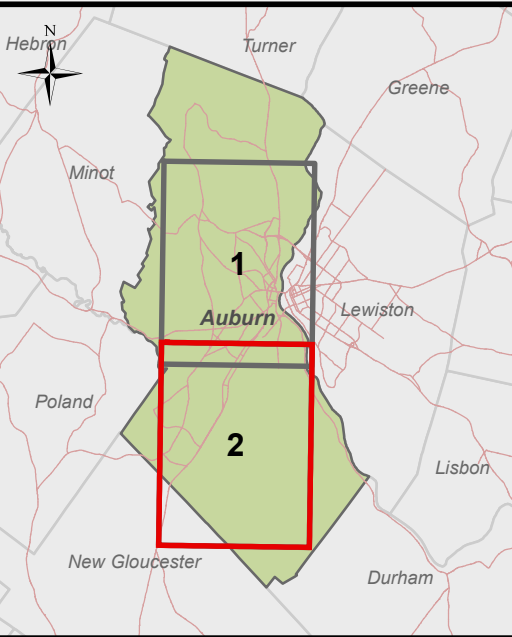 N
Hebron
Turner
Greene
Minot
1
Auburn
Lewiston
Poland
2
Lisbon
New Gloucester
Durham